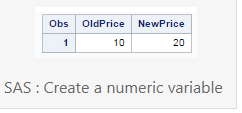 Obs OldPrice NewPrice
1 10 20
SAS : Create a numeric variable